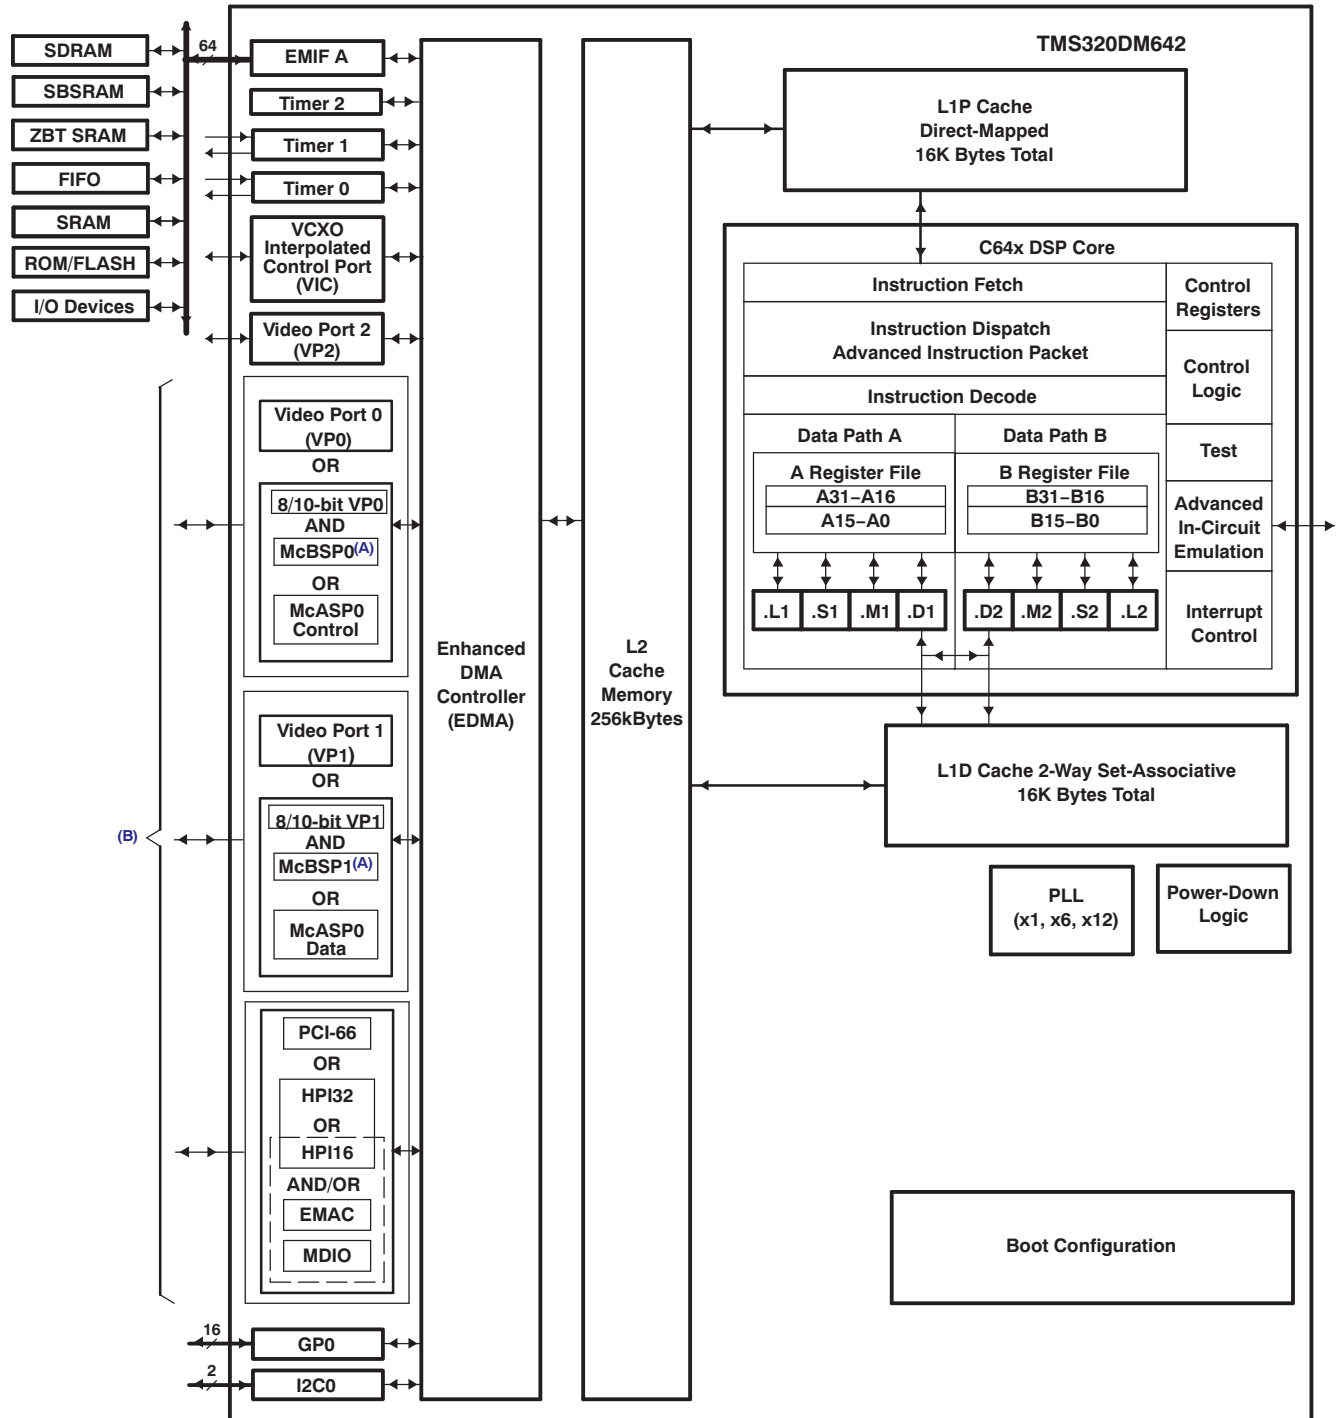 TMS320DM642
SDRAM
SBSRAM
ZBT SRAM
FIFO
SRAM
ROM/FLASH
I/O Devices
64
EMIF A
Timer 2
Timer 1
Timer 0
VCXO
Interpolated
Control Port
(VIC)
Video Port 2
(VP2)
Video Port 0
(VP0)
OR
8/10-bit VP0
AND
McBSP0(A)
OR
McASP0
Control
Video Port 1
(VP1)
OR
8/10-bit VP1
AND
McBSP1(A)
OR
McASP0
Data
(B)
PCI-66
OR
HPI32
OR
HPI16
AND/OR
EMAC
MDIO
16
GP0
2
I2C0
Enhanced
DMA
Controller
(EDMA)
L2
Cache
Memory
256kBytes
L1P Cache
Direct-Mapped
16K Bytes Total
C64x DSP Core
Instruction Fetch
Instruction Dispatch
Advanced Instruction Packet
Instruction Decode
Data Path A
A Register File
A31–A16
A15–A0
Data Path B
B Register File
B31–B16
B15–B0
.L1
.S1
.M1
.D1
.D2
.M2
.S2
.L2
Control
Registers
Control
Logic
Test
Advanced
In-Circuit
Emulation
Interrupt
Control
L1D Cache 2-Way Set-Associative
16K Bytes Total
PLL
(x1, x6, x12)
Power-Down
Logic
Boot Configuration